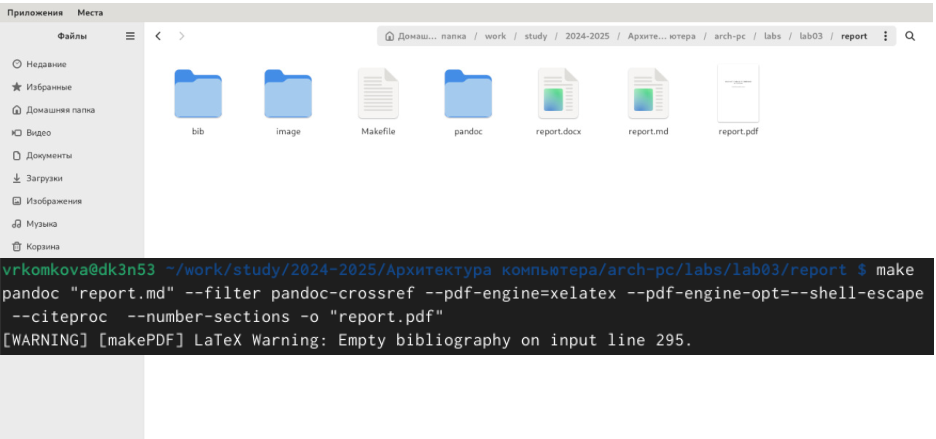 Приложения Места
Файлы
Домаш... папка / work / study / 2024-2025 / Архите... ютера / arch-pc / labs / lab03 / report
Недавние
Избранные
Домашняя папка
Видео
Документы
Загрузки
Изображения
Музыка
Корзина
bib image Makefile pandoc report.docx report.md report.pdf
vrkomkova@dk3n53 ~/work/study/2024-2025/Архитектура компьютера/arch-pc/labs/lab03/report $ make
pandoc "report.md" --filter pandoc-crossref --pdf-engine=xelatex --pdf-engine-opt=--shell-escape
--citeproc  --number-sections -o "report.pdf"
[WARNING] [makePDF] LaTeX Warning: Empty bibliography on input line 295.